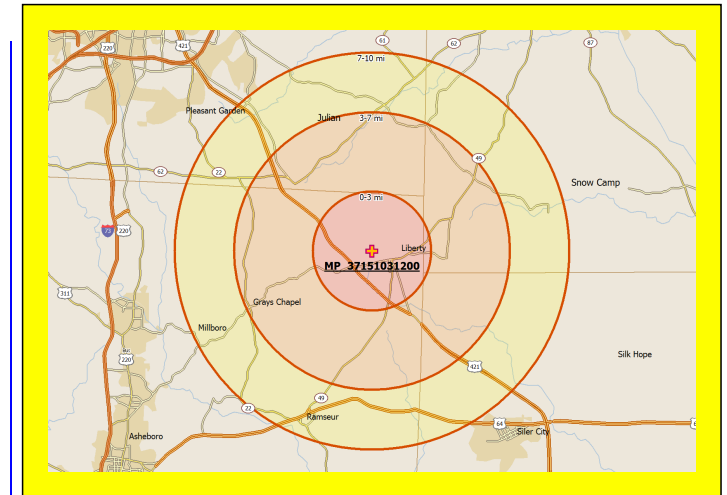 61
62
87
220
421
7-10 mi
Pleasant Garden
Julian
3-7 mi
49
62
22
Snow Camp
0-3 mi
73
220
Liberty
MP 37151031200
311
Grays Chapel
Millboro
Silk Hope
220
421
49
22
Ramseur
64
Siler City
Asheboro